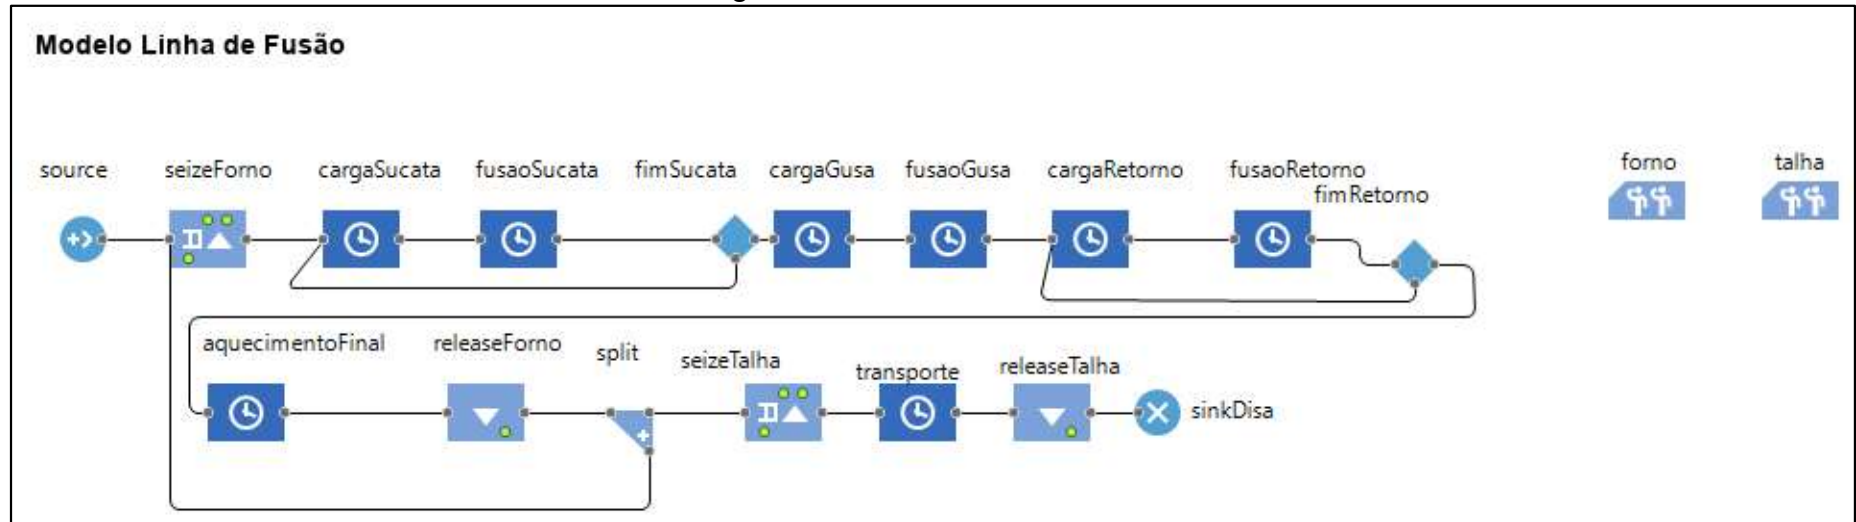 Modelo Linha de Fusão
source
seizeForno
cargaSucata
fusaoSucata
fimSucata
cargaGusa
fusaoGusa
cargaRetorno
fusaoRetorno
fimRetorno
forno
talha
aquecimentoFinal
releaseForno
split
seizeTalha
transporte
releaseTalha
sinkDisa